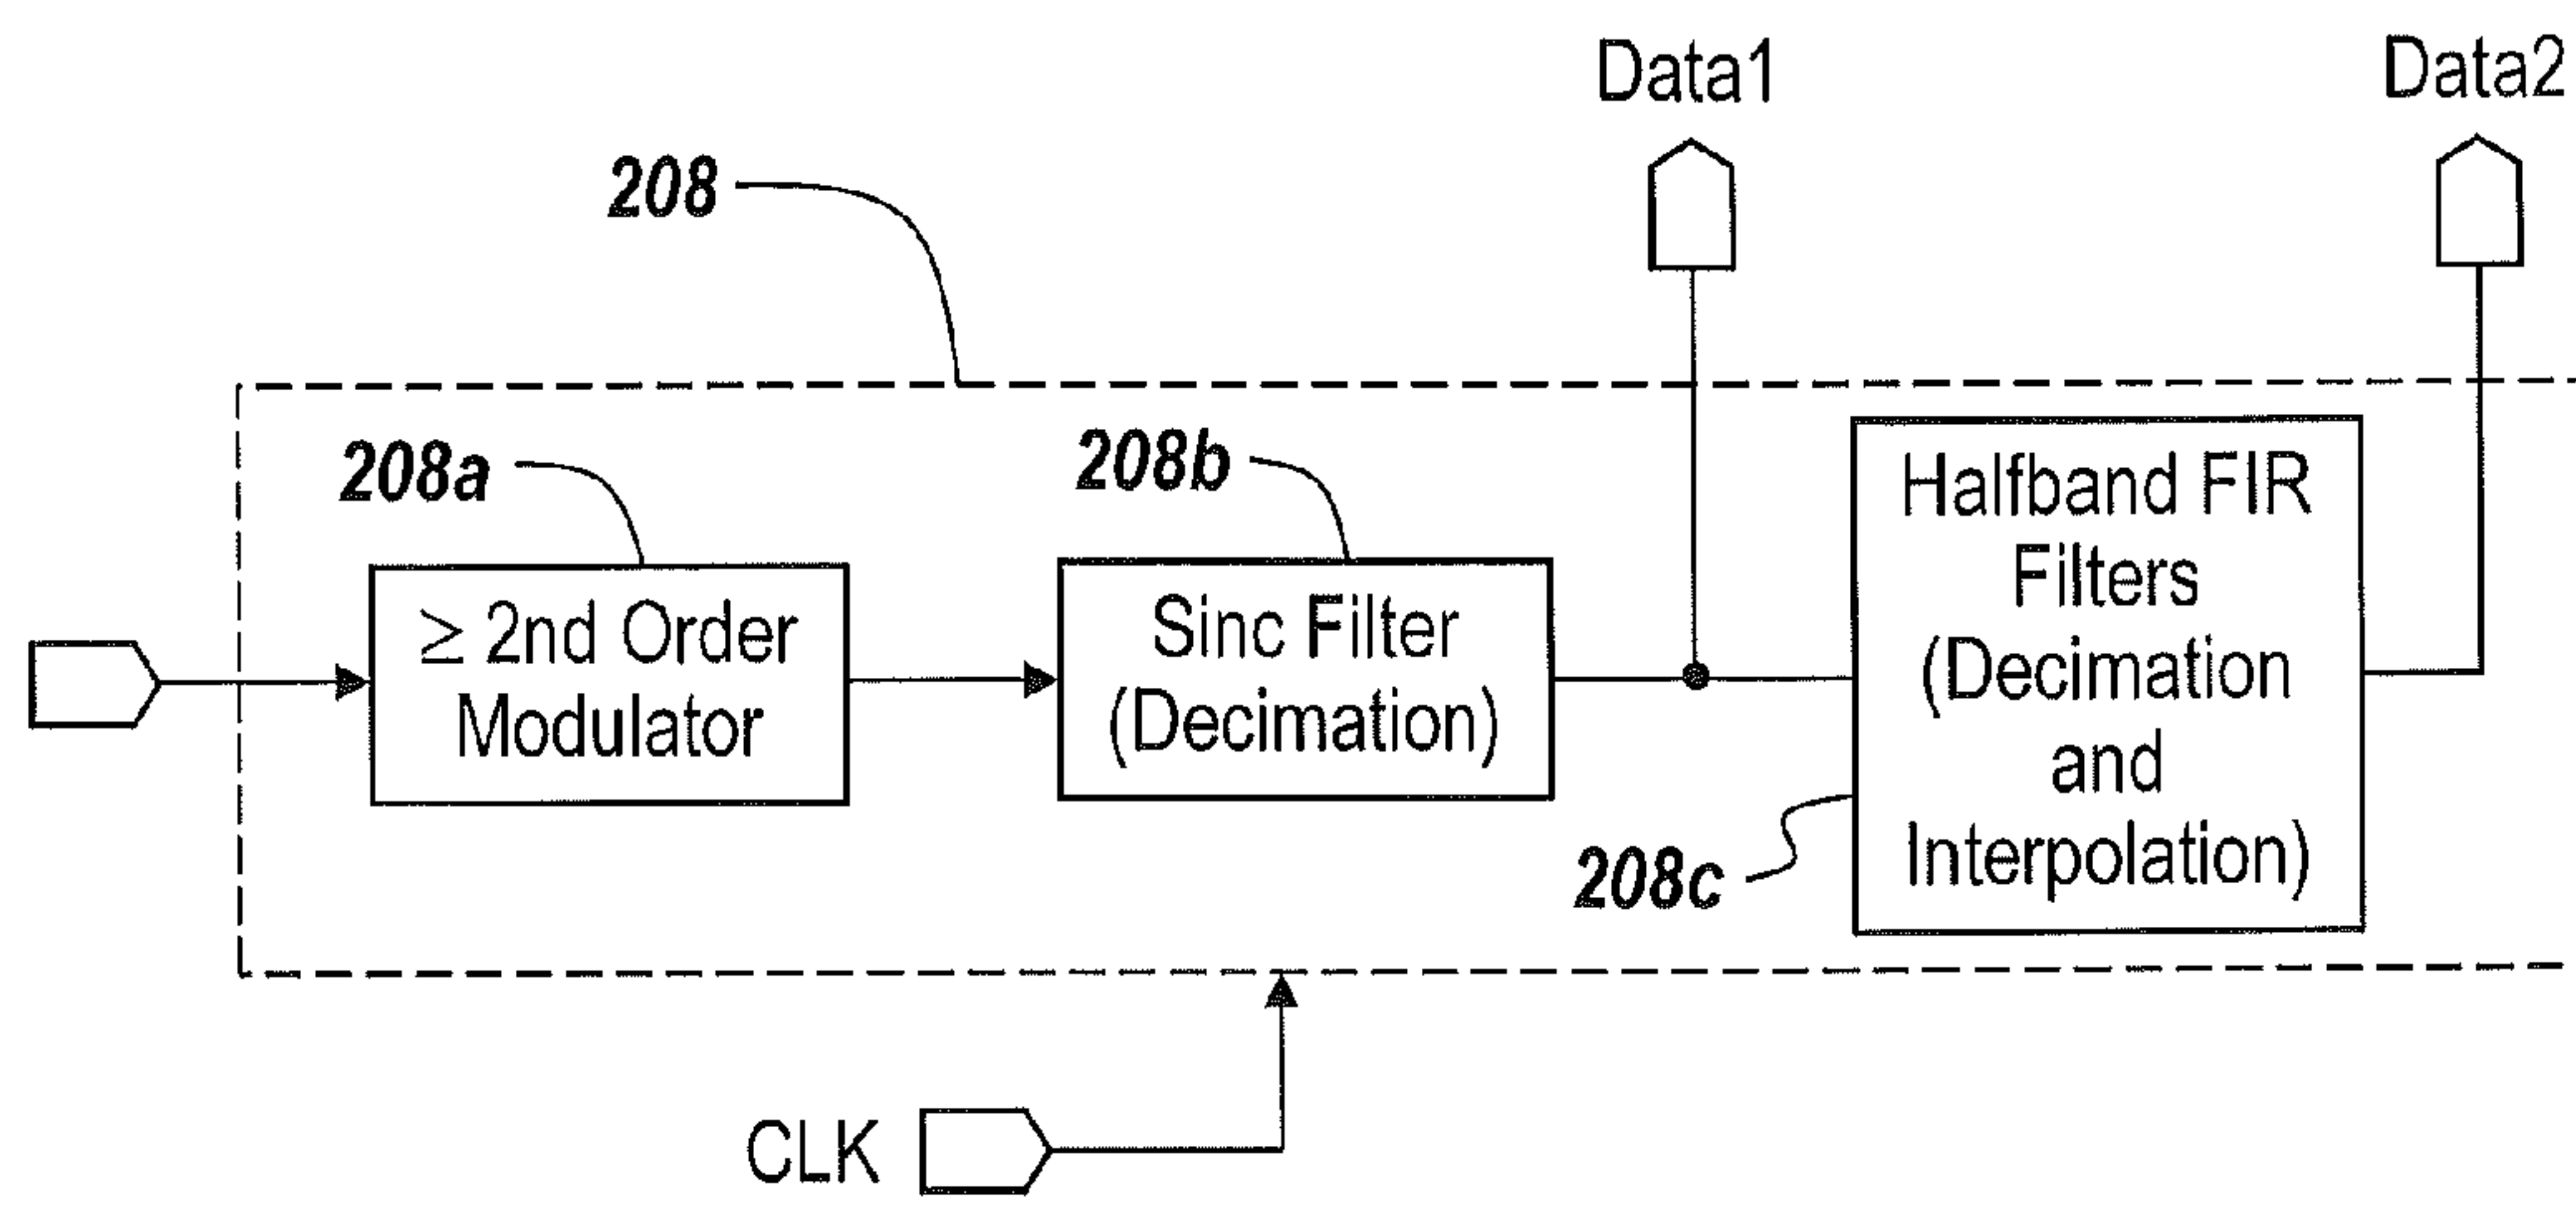 Data1
Data2
208
208a
208b
≥ 2nd Order
Modulator
Sinc Filter
(Decimation)
Halfband FIR
Filters
(Decimation
and
Interpolation)
208c
CLK